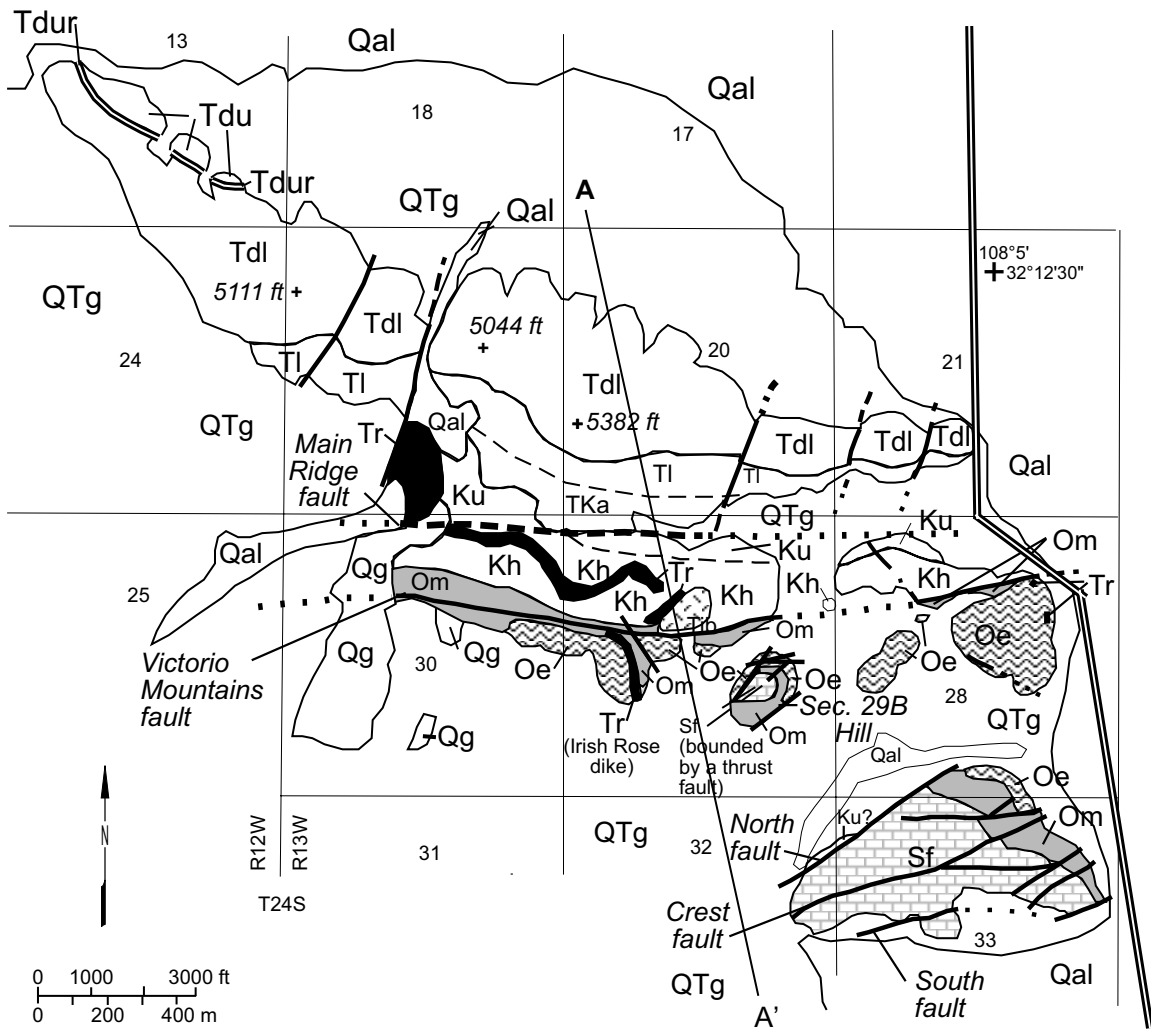 Tdur
13
Qal
Qal
18
17
Tdu
Tdur
QTg
Qal
A
Tdl
5111 ft
QTg
Tdl
5044 ft
108°5'
32°12'30"
24
Tl
Tl
20
21
Tdl
5382 ft
QTg
Main
Ridge
fault
Tr
Qal
Tdl
Tdl
Tdl
Tl
Tl
Qal
Ku
TKa
QTg
Ku
Ku
Om
Qal
Qg
Kh
Kh
Tr
Kh
Kh
Kh
Kh
Tr
25
Om
Tip
Om
Oe
Victorio
Mountains
fault
Qg
30
Qg
Oe
Om
Oe
Oe
Oe
Sec. 29B
Hill
28
QTg
Qg
Tr
(Irish Rose
dike)
Sf
(bounded
by a thrust
fault)
Om
Qal
Oe
N
R12W
R13W
31
QTg
32
North
fault
Ku?
Om
Sf
T24S
Crest
fault
33
0 1000 3000 ft
0 200 400 m
QTg
A'
South
fault
Qal